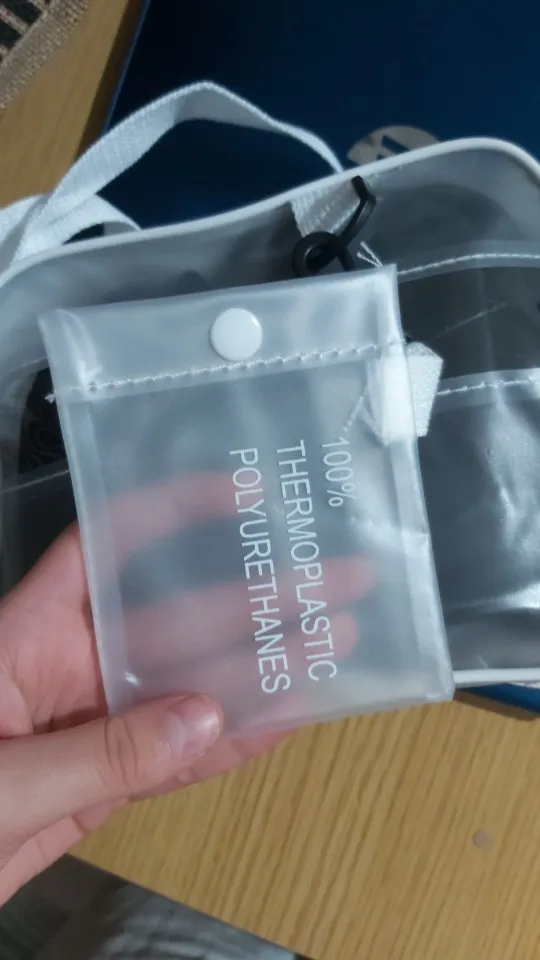 100%
THERMOPLASTIC
POLYURETHANES